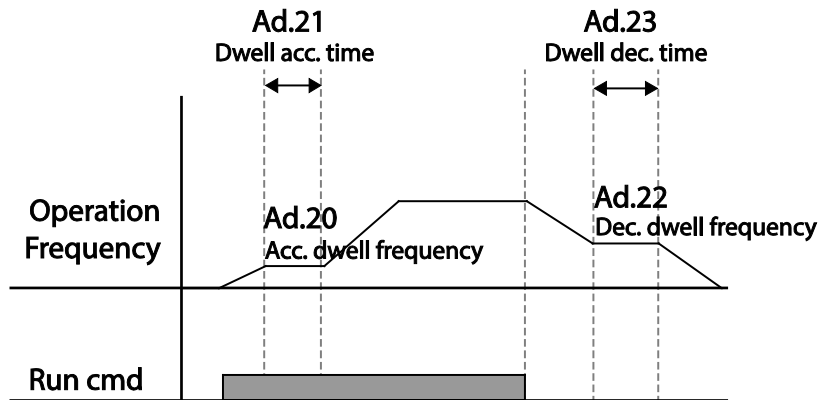 Ad.21
Dwell acc. time
Ad.23
Dwell dec. time
Operation
Frequency
Ad.20
Acc. dwell frequency
Ad.22
Dec. dwell frequency
Run cmd